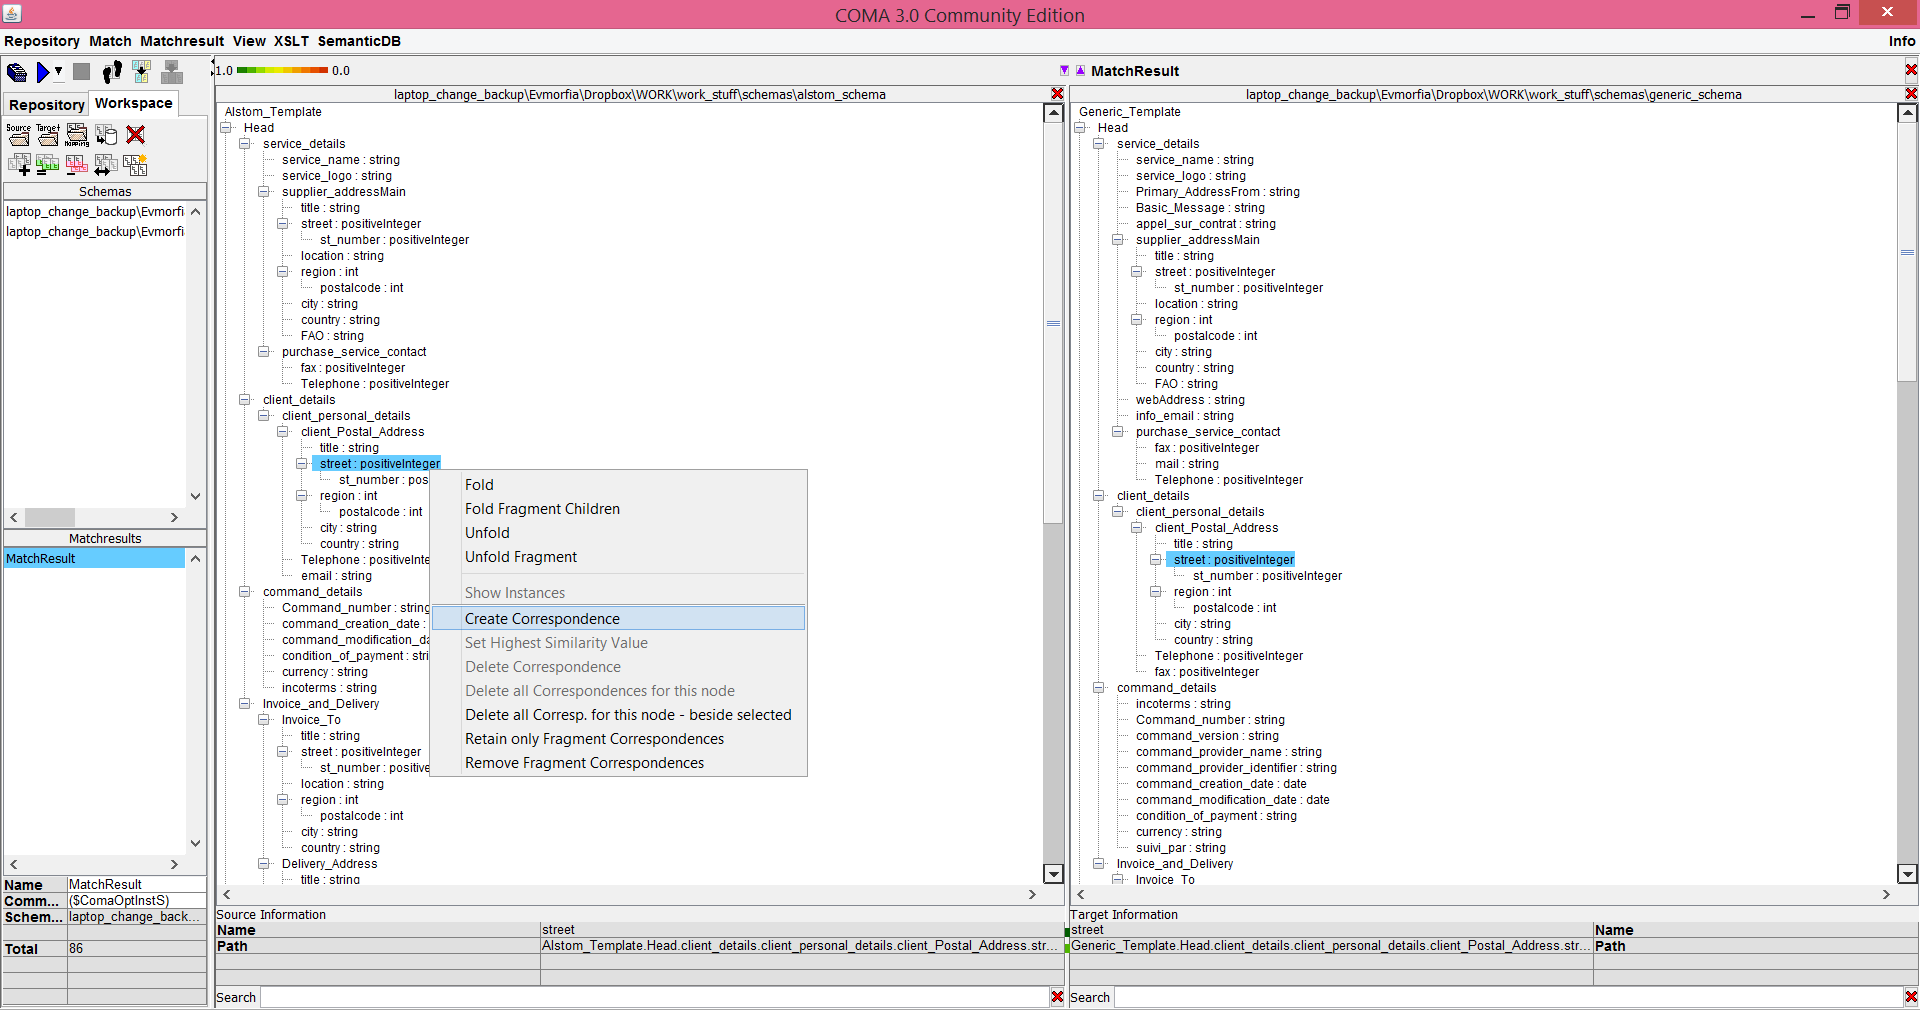 COMA 3.0 Community Edition
Repository Match Matchresult View XSLT SemanticDB Info
1.0 0.0
MatchResult
Repository Workspace
Source Target
Mapping
Schemas
laptop_change_backup\Evmorfi
laptop_change_backup\Evmorfi
Matchresults
MatchResult
Name MatchResult
Comm... ($ComaOptInstS)
Schem... laptop_change_back...
Total 86
laptop_change_backup\Evmorfia\Dropbox\WORK\work_stuff\schemas\alstom_schema
Alstom_Template
Head
service_details
service_name : string
service_logo : string
supplier_addressMain
title : string
street : positiveInteger
st_number : positiveInteger
location : string
region : int
postalcode : int
city : string
country : string
FAO : string
purchase_service_contact
fax : positiveInteger
Telephone : positiveInteger
client_details
client_personal_details
client_Postal_Address
title : string
street : positiveInteger
st_number : pos
region : int
postalcode : int
city : string
country : string
Telephone : positiveInte
email : string
command_details
Command_number : string
command_creation_date :
command_modification_da
condition_of_payment : stri
currency : string
incoterms : string
Invoice_and_Delivery
Invoice_To
title : string
street : positiveInteger
st_number : positive
location : string
region : int
postalcode : int
city : string
country : string
Delivery_Address
title : string
Fold
Fold Fragment Children
Unfold
Unfold Fragment
Show Instances
Create Correspondence
Set Highest Similarity Value
Delete Correspondence
Delete all Correspondences for this node
Delete all Corresp. for this node - beside selected
Retain only Fragment Correspondences
Remove Fragment Correspondences
Source Information
Name street
Path Alstom_Template.Head.client_details.client_personal_details.client_Postal_Address.str...
Search
laptop_change_backup\Evmorfia\Dropbox\WORK\work_stuff\schemas\generic_schema
Generic_Template
Head
service_details
service_name : string
service_logo : string
Primary_AddressFrom : string
Basic_Message : string
appel_sur_contrat : string
supplier_addressMain
title : string
street : positiveInteger
st_number : positiveInteger
location : string
region : int
postalcode : int
city : string
country : string
FAO : string
webAddress : string
info_email : string
purchase_service_contact
fax : positiveInteger
mail : string
Telephone : positiveInteger
client_details
client_personal_details
client_Postal_Address
title : string
street : positiveInteger
st_number : positiveInteger
region : int
postalcode : int
city : string
country : string
Telephone : positiveInteger
fax : positiveInteger
command_details
incoterms : string
Command_number : string
command_version : string
command_provider_name : string
command_provider_identifier : string
command_creation_date : date
command_modification_date : date
condition_of_payment : string
currency : string
suivi_par : string
Invoice_and_Delivery
Invoice_To
Target Information
street Name
Generic_Template.Head.client_details.client_personal_details.client_Postal_Address.str... Path
Search